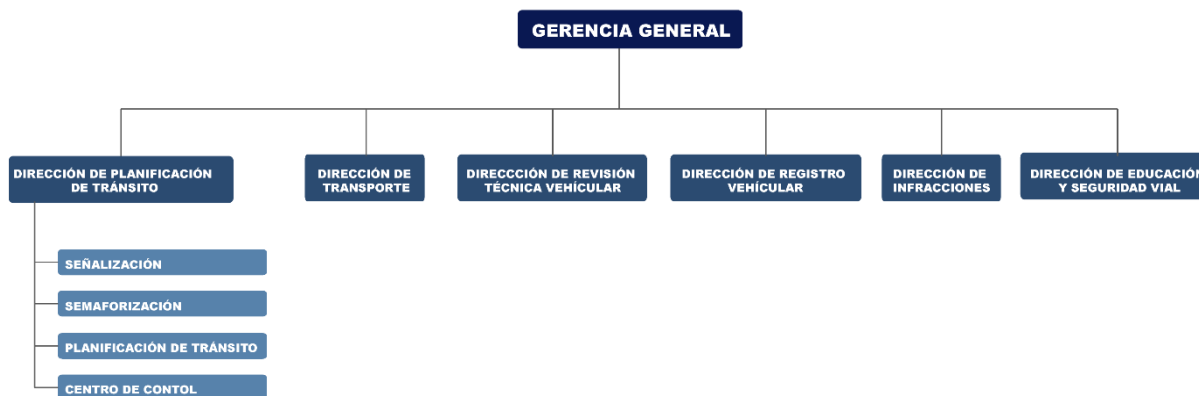 GERENCIA GENERAL
DIRECCIÓN DE PLANIFICACIÓN
DE TRÁNSITO
DIRECCIÓN DE
TRANSPORTE
DIRECCCIÓN DE REVISIÓN
TÉCNICA VEHÍCULAR
DIRECCIÓN DE REGISTRO
VEHÍCULAR
DIRECCIÓN DE
INFRACCIONES
DIRECCIÓN DE EDUCACIÓN
Y SEGURIDAD VIAL
SEÑALIZACIÓN
SEMAFORIZACIÓN
PLANIFICACIÓN DE TRÁNSITO
CENTRO DE CONTOL